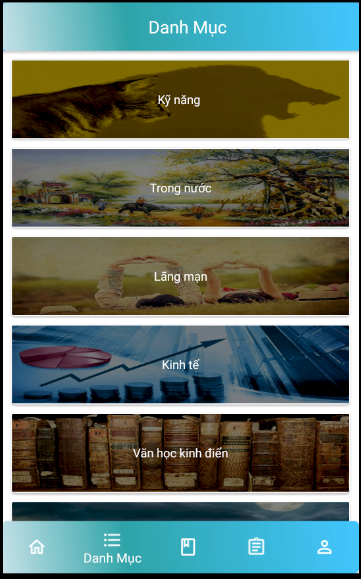 Danh Mục
Kỹ năng
Trong nước
Lãng mạn
Kinh tế
Văn học kinh điển
Danh Mục